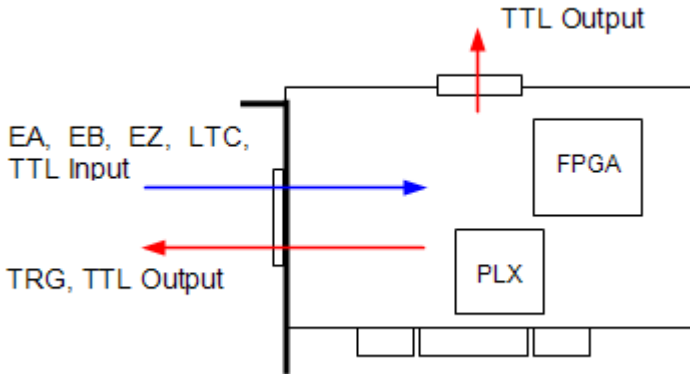 TTL Output
EA, EB, EZ, LTC,
TTL Input
FPGA
TRG, TTL Output
PLX